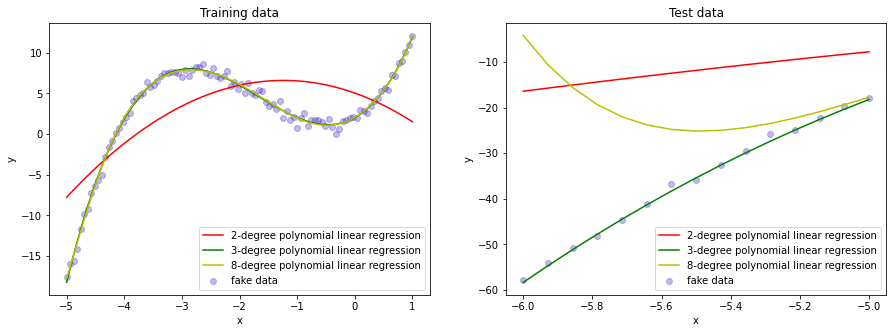 Training data
10
5
0
−5
−10
−15
y
−5
−4
−3
−2
−1
0
1
x
2-degree polynomial linear regression
3-degree polynomial linear regression
8-degree polynomial linear regression
fake data
Test data
−10
−20
−30
−40
−50
−60
y
−6.0
−5.8
−5.6
−5.4
−5.2
−5.0
x
2-degree polynomial linear regression
3-degree polynomial linear regression
8-degree polynomial linear regression
fake data